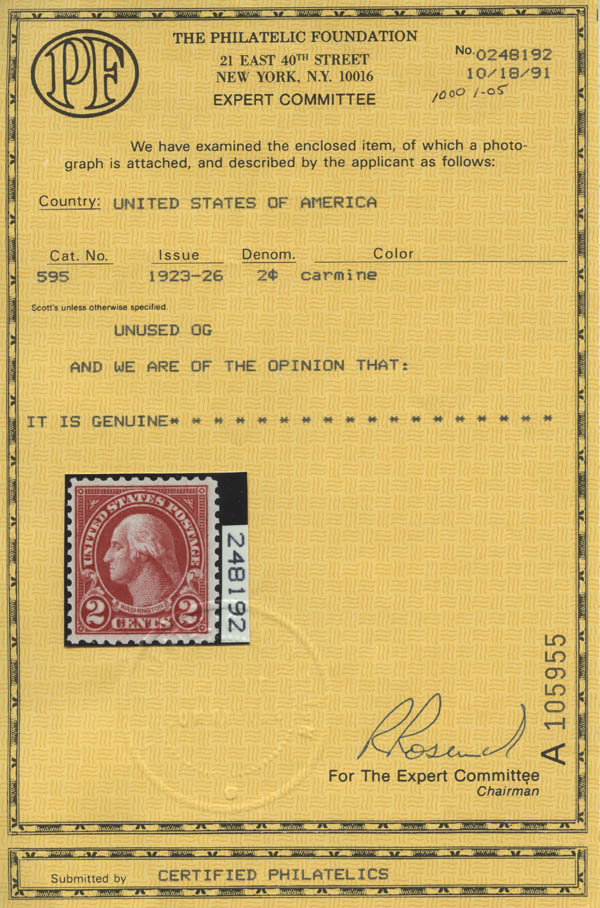 PF
THE PHILATELIC FOUNDATION
21 EAST 40TH STREET
NEW YORK, N.Y. 10016
EXPERT COMMITTEE
No. 0248192
10/18/91
1000 1-05
We have examined the enclosed item, of which a photo-
graph is attached, and described by the applicant as follows:
Country: UNITED STATES OF AMERICA
Cat. No. Issue Denom. Color
595 1923-26 2¢ carmine
Scott's unless otherwise specified.
UNUSED OG
AND WE ARE OF THE OPINION THAT:
IT IS GENUINE* * * * * * * * * * * * * * * * * *
UNITED STATES POSTAGE
WASHINGTON
2 CENTS 2
248192
A 105955
For The Expert Committee
Chairman
Submitted by CERTIFIED PHILATELICS